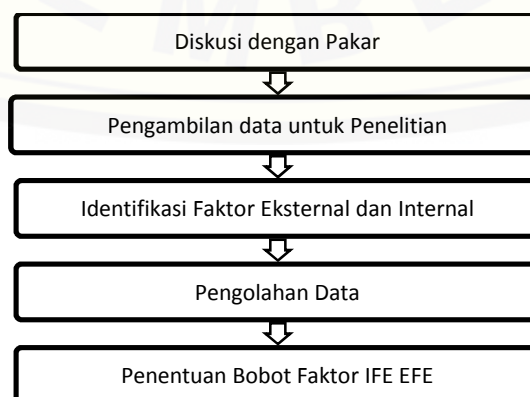 Diskusi dengan Pakar
Pengambilan data untuk Penelitian
Identifikasi Faktor Eksternal dan Internal
Pengolahan Data
Penentuan Bobot Faktor IFE EFE